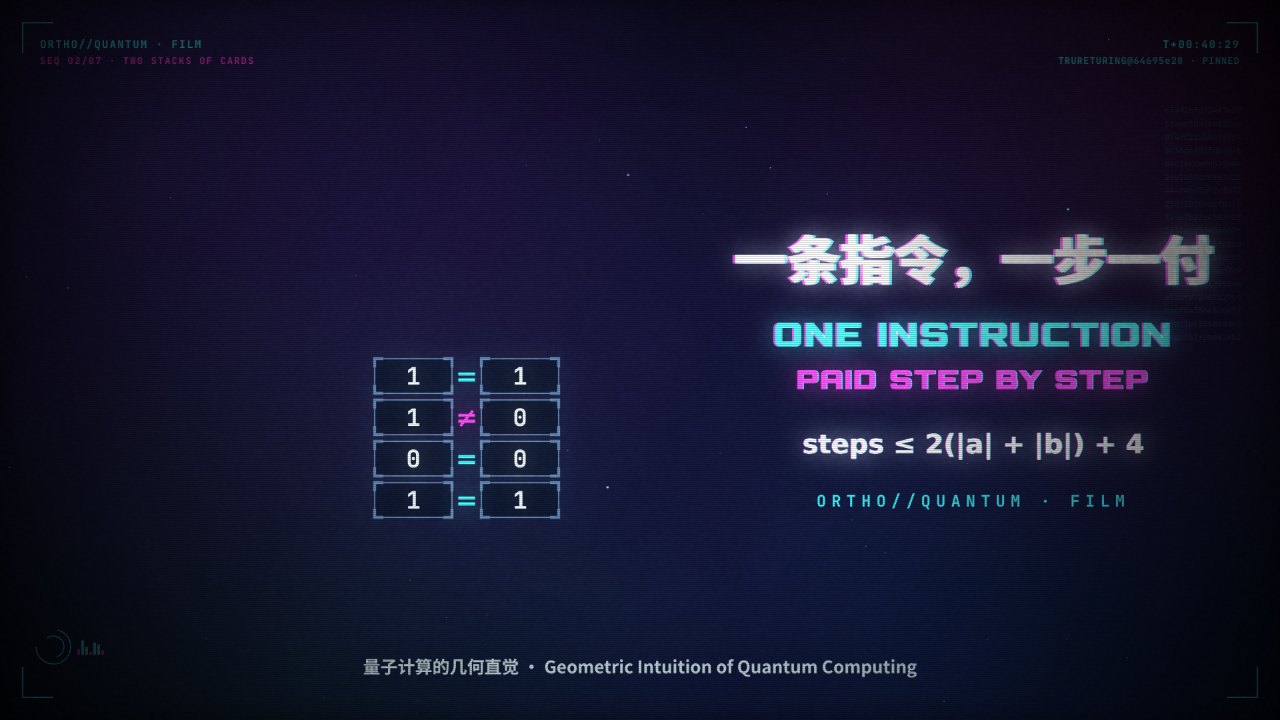 ORTHO//QUANTUM · FILM
SEQ 02/07 · TWO STACKS OF CARDS
T+00:40:29
TRURETURING@64695e28 · PINNED
一条指令，一步一付
ONE INSTRUCTION
PAID STEP BY STEP
steps ≤ 2(|a| + |b|) + 4
ORTHO//QUANTUM · FILM
1 = 1
1 ≠ 0
0 = 0
1 = 1
量子计算的几何直觉 · Geometric Intuition of Quantum Computing